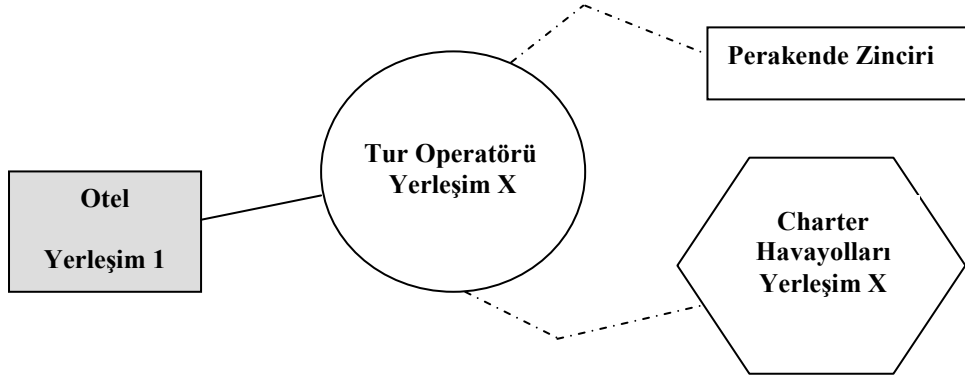 Perakende Zinciri
Tur Operatörü
Yerleşim X
Otel
Yerleşim 1
Charter
Havayolları
Yerleşim X